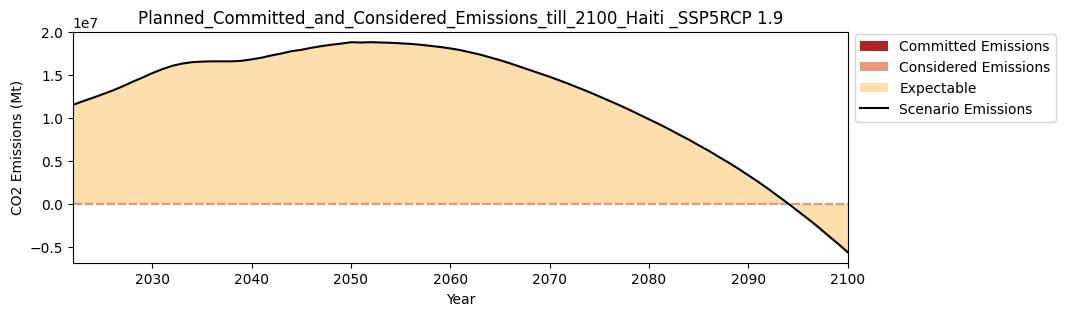 Planned_Committed_and_Considered_Emissions_till_2100_Haiti _SSP5RCP 1.9
1e7
2.0
1.5
1.0
0.5
0.0
−0.5
CO2 Emissions (Mt)
2030 2040 2050 2060 2070 2080 2090 2100
Year
Committed Emissions
Considered Emissions
Expectable
Scenario Emissions